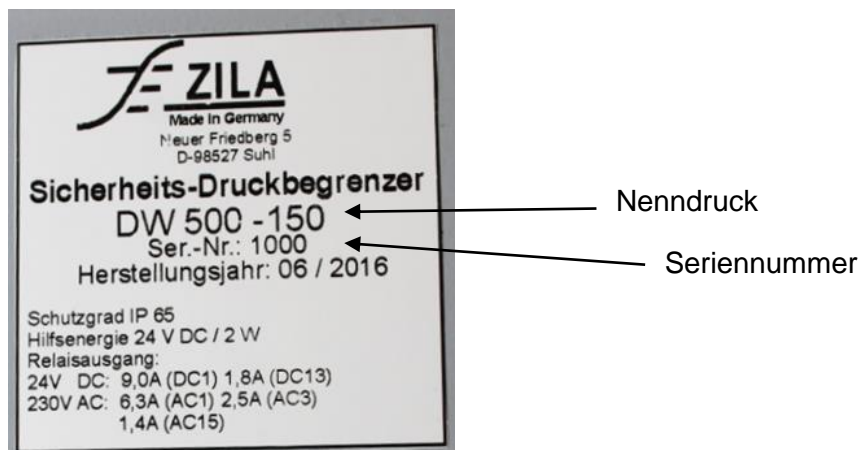 ZILA
Made In Germany
Neuer Friedberg 5
D-98527 Suhl
Sicherheits-Druckbegrenzer
DW 500 -150
Ser.-Nr.: 1000
Herstellungsjahr: 06 / 2016
Schutzgrad IP 65
Hilfsenergie 24 V DC / 2 W
Relaisausgang:
24V DC: 9,0A (DC1) 1,8A (DC13)
230V AC: 6,3A (AC1) 2,5A (AC3)
1,4A (AC15)
Nenndruck
Seriennummer